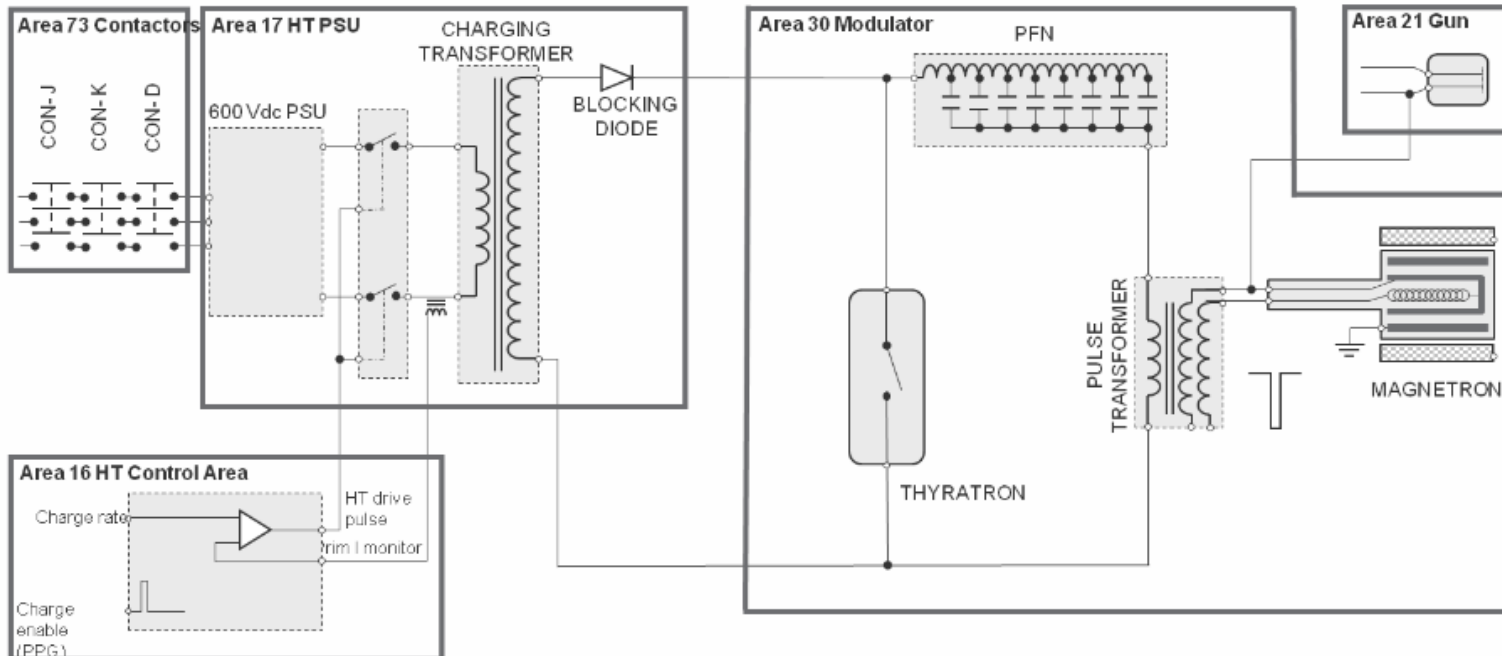 Area 73 Contactors
CON-J
CON-K
CON-D
Area 17 HT PSU
600 Vdc PSU
CHARGING
TRANSFORMER
BLOCKING
DIODE
Area 30 Modulator
PFN
THYRATRON
PULSE
TRANSFORMER
Area 21 Gun
MAGNETRON
Area 16 HT Control Area
Charge rate
HT drive
pulse
rim I monitor
Charge
enable
(PPG)